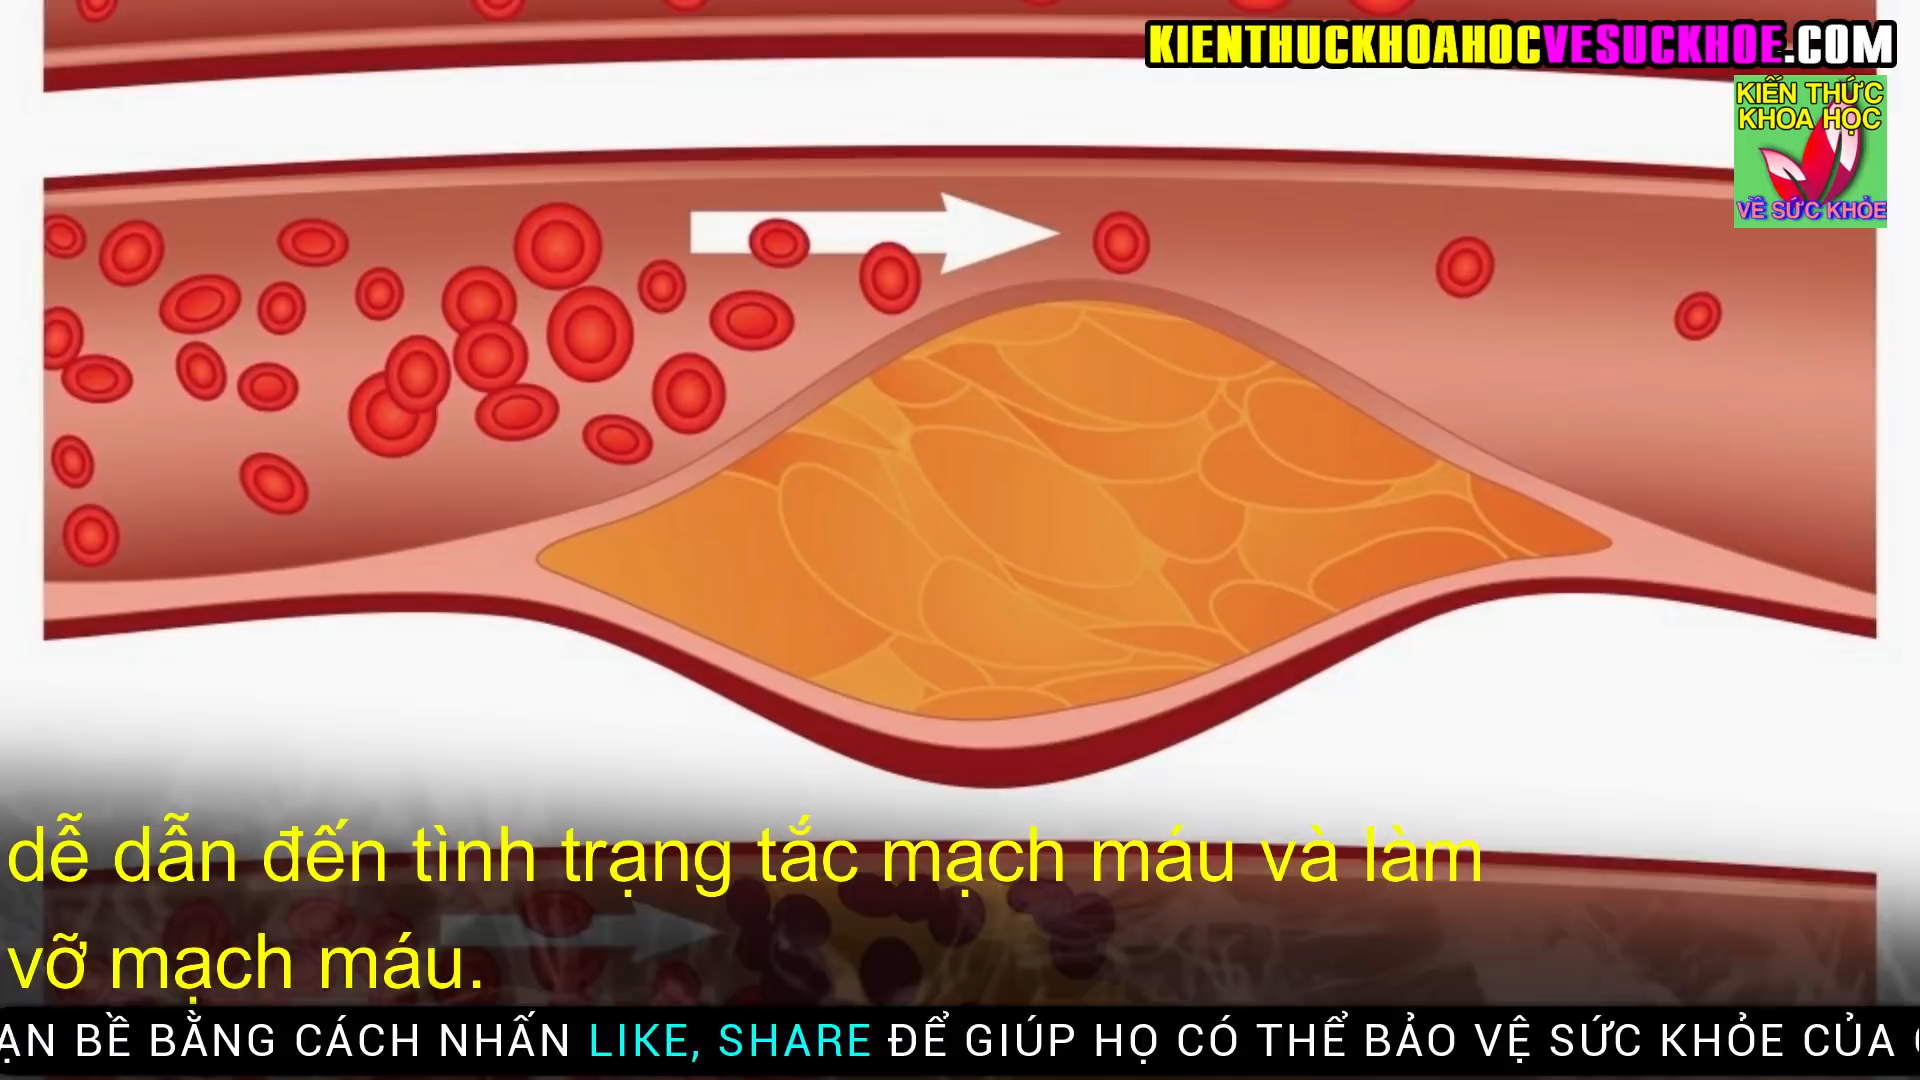 KIENTHUCKHOAHOCVESUCKHOE.COM
KIẾN THỨC
KHOA HỌC
VỀ SỨC KHỎE
dễ dẫn đến tình trạng tắc mạch máu và làm
vỡ mạch máu.
BÈ BẰNG CÁCH NHẤN LIKE, SHARE ĐỂ GIÚP HỌ CÓ THỂ BẢO VỆ SỨC KHỎE CỦA